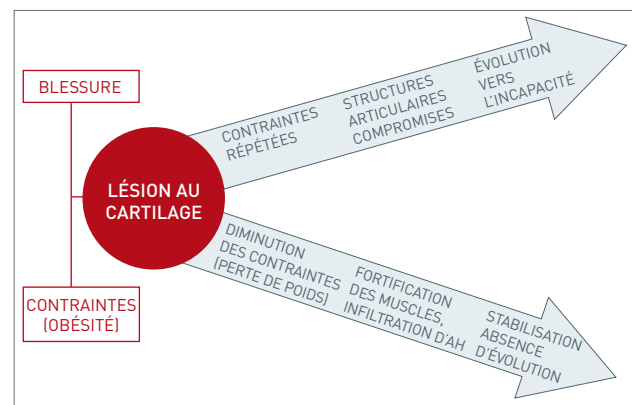 BLESSURE
LÉSION AU
CARTILAGE
CONTRAINTES
(OBÉSITÉ)
CONTRAINTES
RÉPÉTÉES
STRUCTURES
ARTICULAIRES
COMPROMISES
ÉVOLUTION
VERS
L'INCAPACITÉ
DIMINUTION
DES CONTRAINTES
(PERTE DE POIDS)
FORTIFICATION
DES MUSCLES,
INFILTRATION D'AH
STABILISATION
ABSENCE
D'ÉVOLUTION